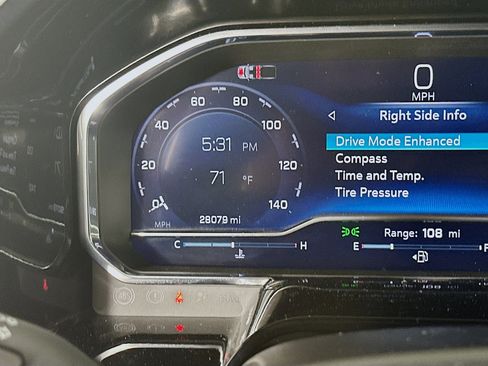 0
MPH
Right Side Info
60 80
40 100
5:31 PM
Drive Mode Enhanced
Compass
20 71 °F 120
Time and Temp.
Tire Pressure
0 140
MPH
28079 mi
Range: 108 mi
C H
E F